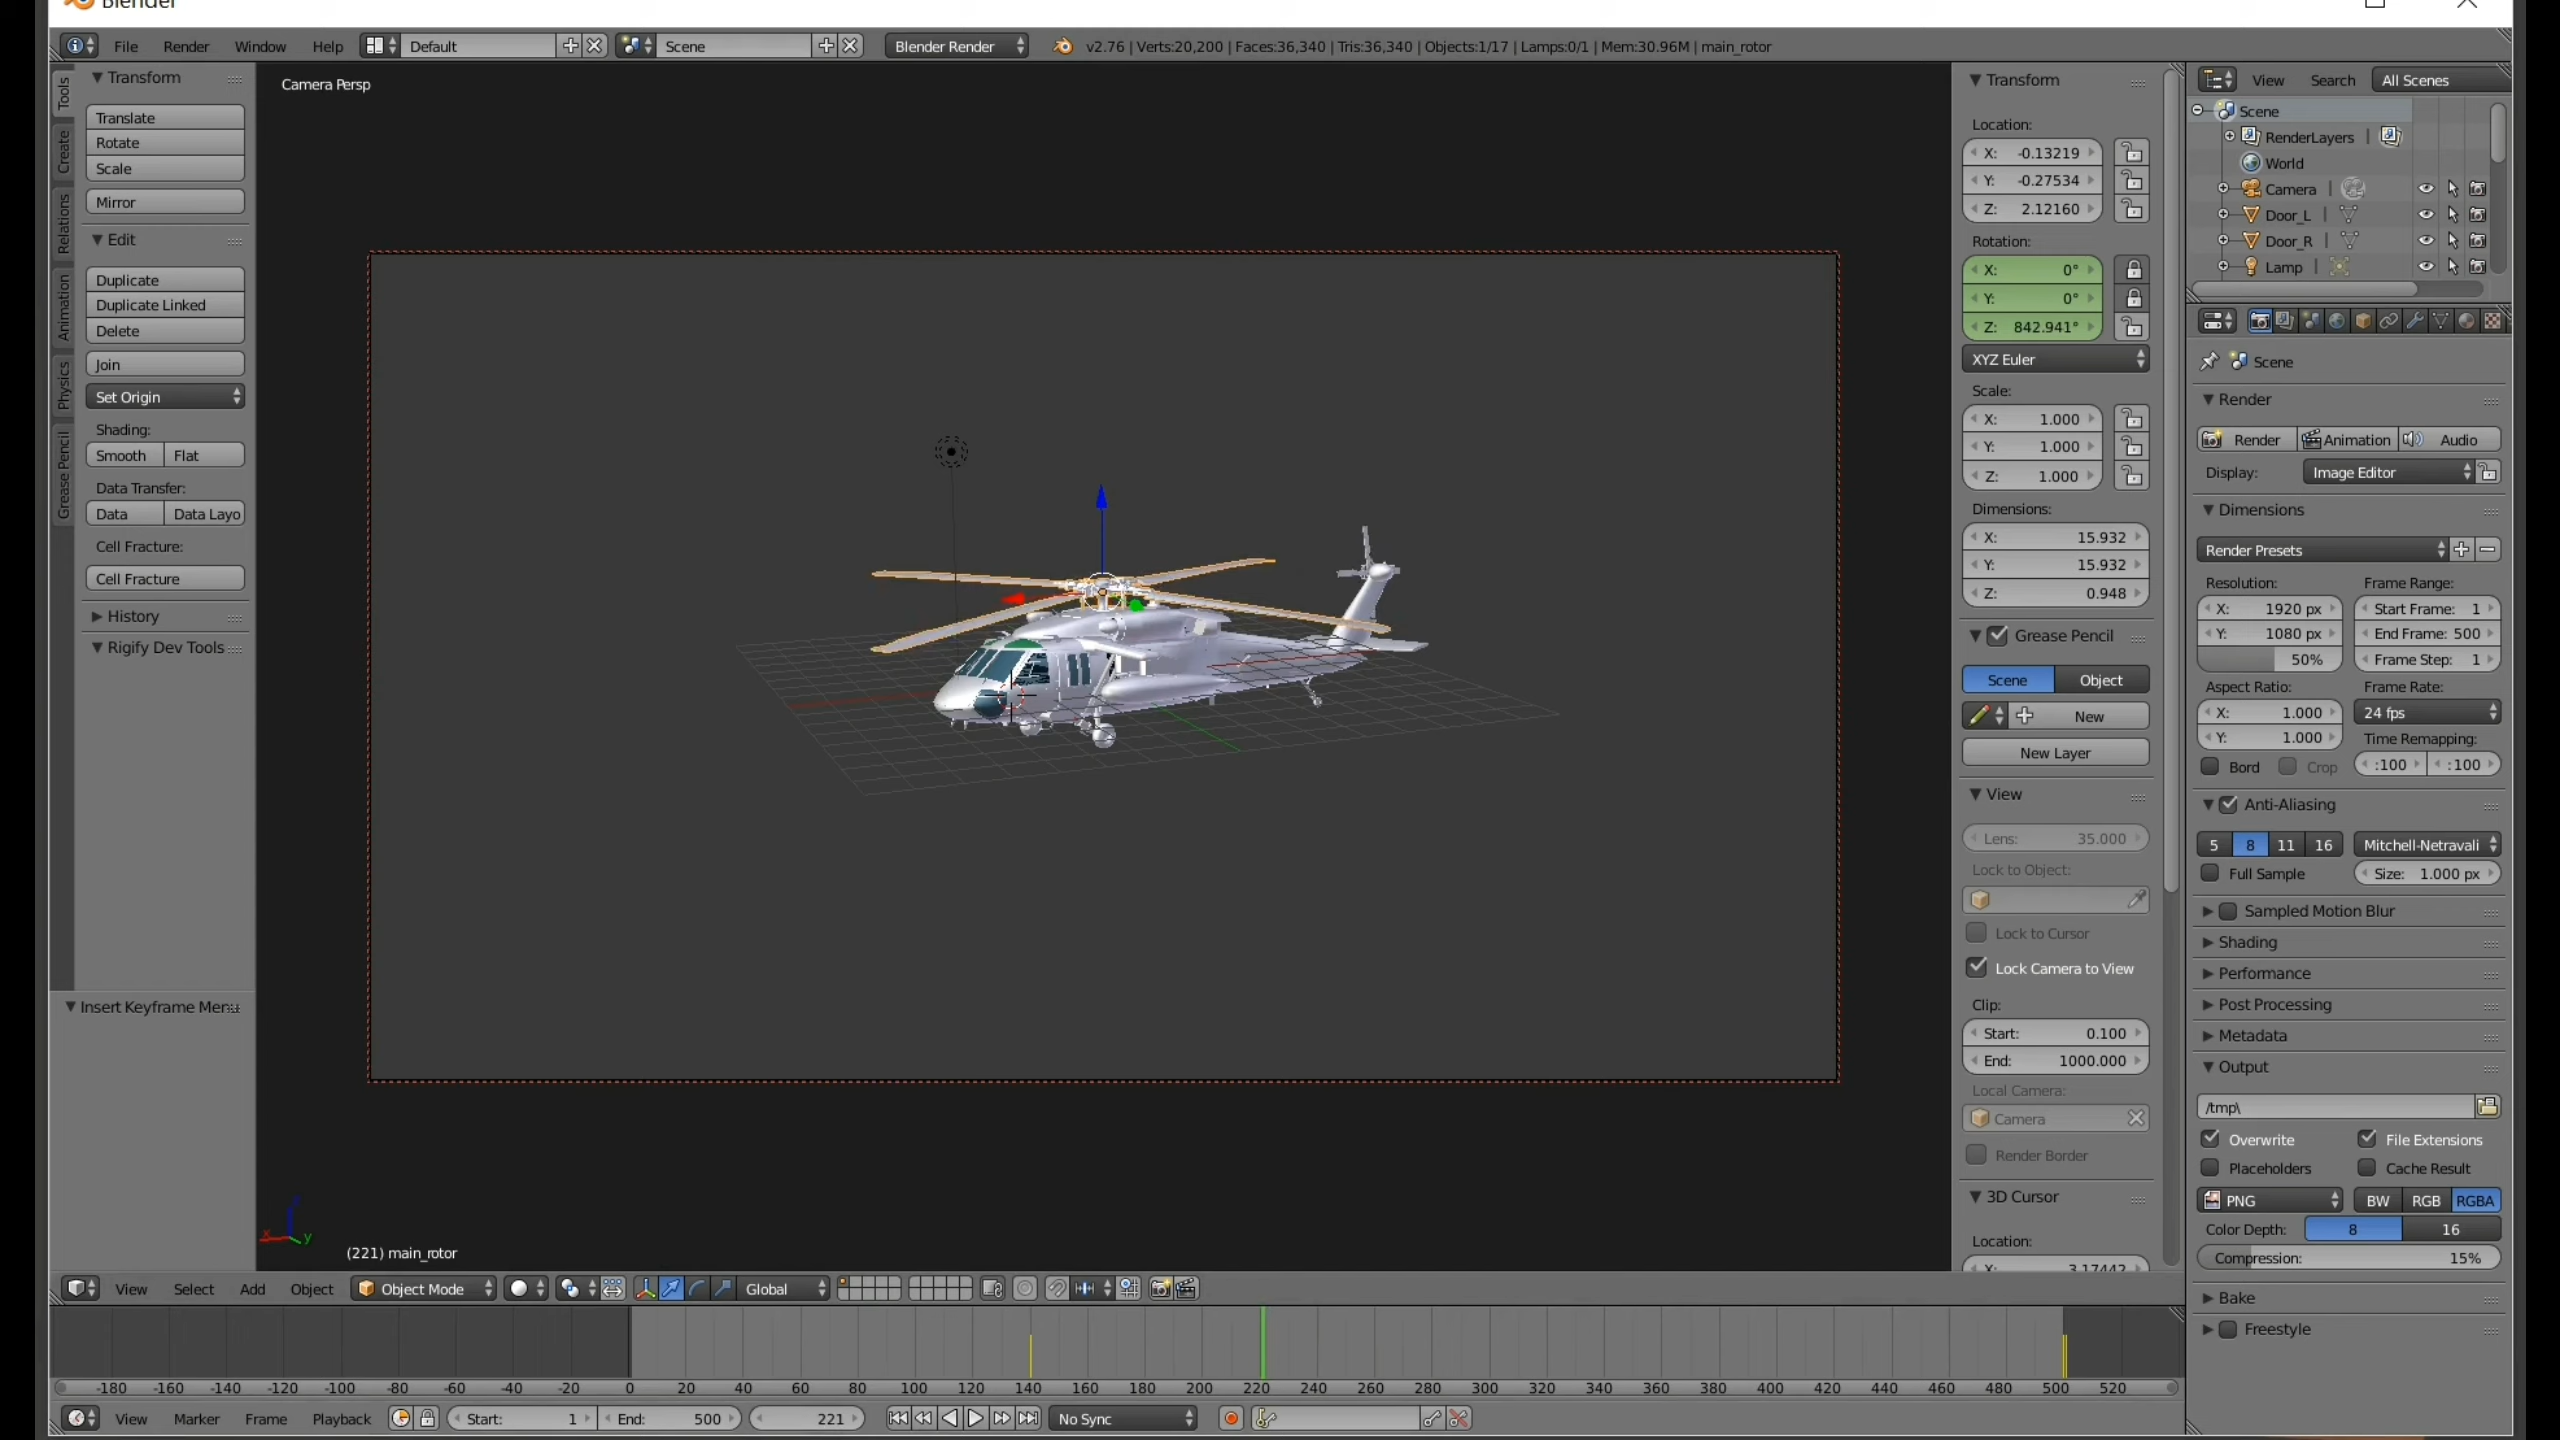 Blender
File Render Window Help Default Scene Blender Render v2.76 | Verts:20,200 | Faces:36,340 | Tris:36,340 | Objects:1/17 | Lamps:0/1 | Mem:30.96M | main_rotor
Tools
Create
Relations
Animation
Physics
Grease Pencil
Transform
Translate
Rotate
Scale
Mirror
Edit
Duplicate
Duplicate Linked
Delete
Join
Set Origin
Shading:
Smooth Flat
Data Transfer:
Data Data Layo
Cell Fracture:
Cell Fracture
History
Rigify Dev Tools
Insert Keyframe Menu
Camera Persp
x y
(221) main_rotor
Transform
Location:
X: -0.13219
Y: -0.27534
Z: 2.12160
Rotation:
X: 0°
Y: 0°
Z: 842.941°
XYZ Euler
Scale:
X: 1.000
Y: 1.000
Z: 1.000
Dimensions:
X: 15.932
Y: 15.932
Z: 0.948
Grease Pencil
Scene Object
New
New Layer
View
Lens: 35.000
Lock to Object:
Lock to Cursor
Lock Camera to View
Clip:
Start: 0.100
End: 1000.000
Local Camera:
Camera
Render Border
3D Cursor
Location:
X: 3.17442
View Search All Scenes
Scene
RenderLayers |
World
Camera |
Door_L |
Door_R |
Lamp |
Scene
Render
Render Animation Audio
Display: Image Editor
Dimensions
Render Presets
Resolution: Frame Range:
X: 1920 px Start Frame: 1
Y: 1080 px End Frame: 500
50% Frame Step: 1
Aspect Ratio: Frame Rate:
X: 1.000 24 fps
Y: 1.000 Time Remapping:
Bord Crop :100 :100
Anti-Aliasing
5 8 11 16 Mitchell-Netravali
Full Sample Size: 1.000 px
Sampled Motion Blur
Shading
Performance
Post Processing
Metadata
Output
/tmp\
Overwrite File Extensions
Placeholders Cache Result
PNG BW RGB RGBA
Color Depth: 8 16
Compression: 15%
Bake
Freestyle
View Select Add Object Object Mode Global
-180 -160 -140 -120 -100 -80 -60 -40 -20 0 20 40 60 80 100 120 140 160 180 200 220 240 260 280 300 320 340 360 380 400 420 440 460 480 500 520
View Marker Frame Playback Start: 1 End: 500 221 No Sync